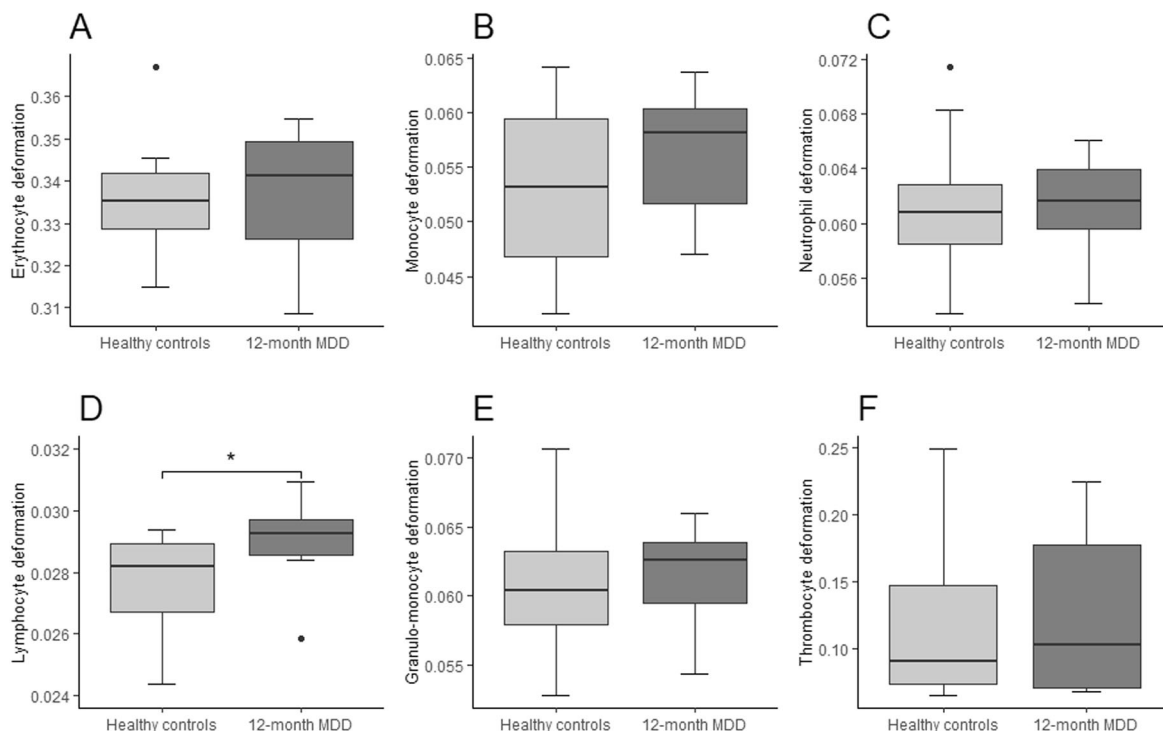 A
Erythrocyte deformation
0.36
0.35
0.34
0.33
0.32
0.31
Healthy controls
12-month MDD
B
Monocyte deformation
0.065
0.060
0.055
0.050
0.045
Healthy controls
12-month MDD
C
Neutrophil deformation
0.072
0.068
0.064
0.060
0.056
Healthy controls
12-month MDD
D
Lymphocyte deformation
0.032
0.030
0.028
0.026
0.024
*
Healthy controls
12-month MDD
E
Granulo-monocyte deformation
0.070
0.065
0.060
0.055
Healthy controls
12-month MDD
F
Thrombocyte deformation
0.25
0.20
0.15
0.10
Healthy controls
12-month MDD